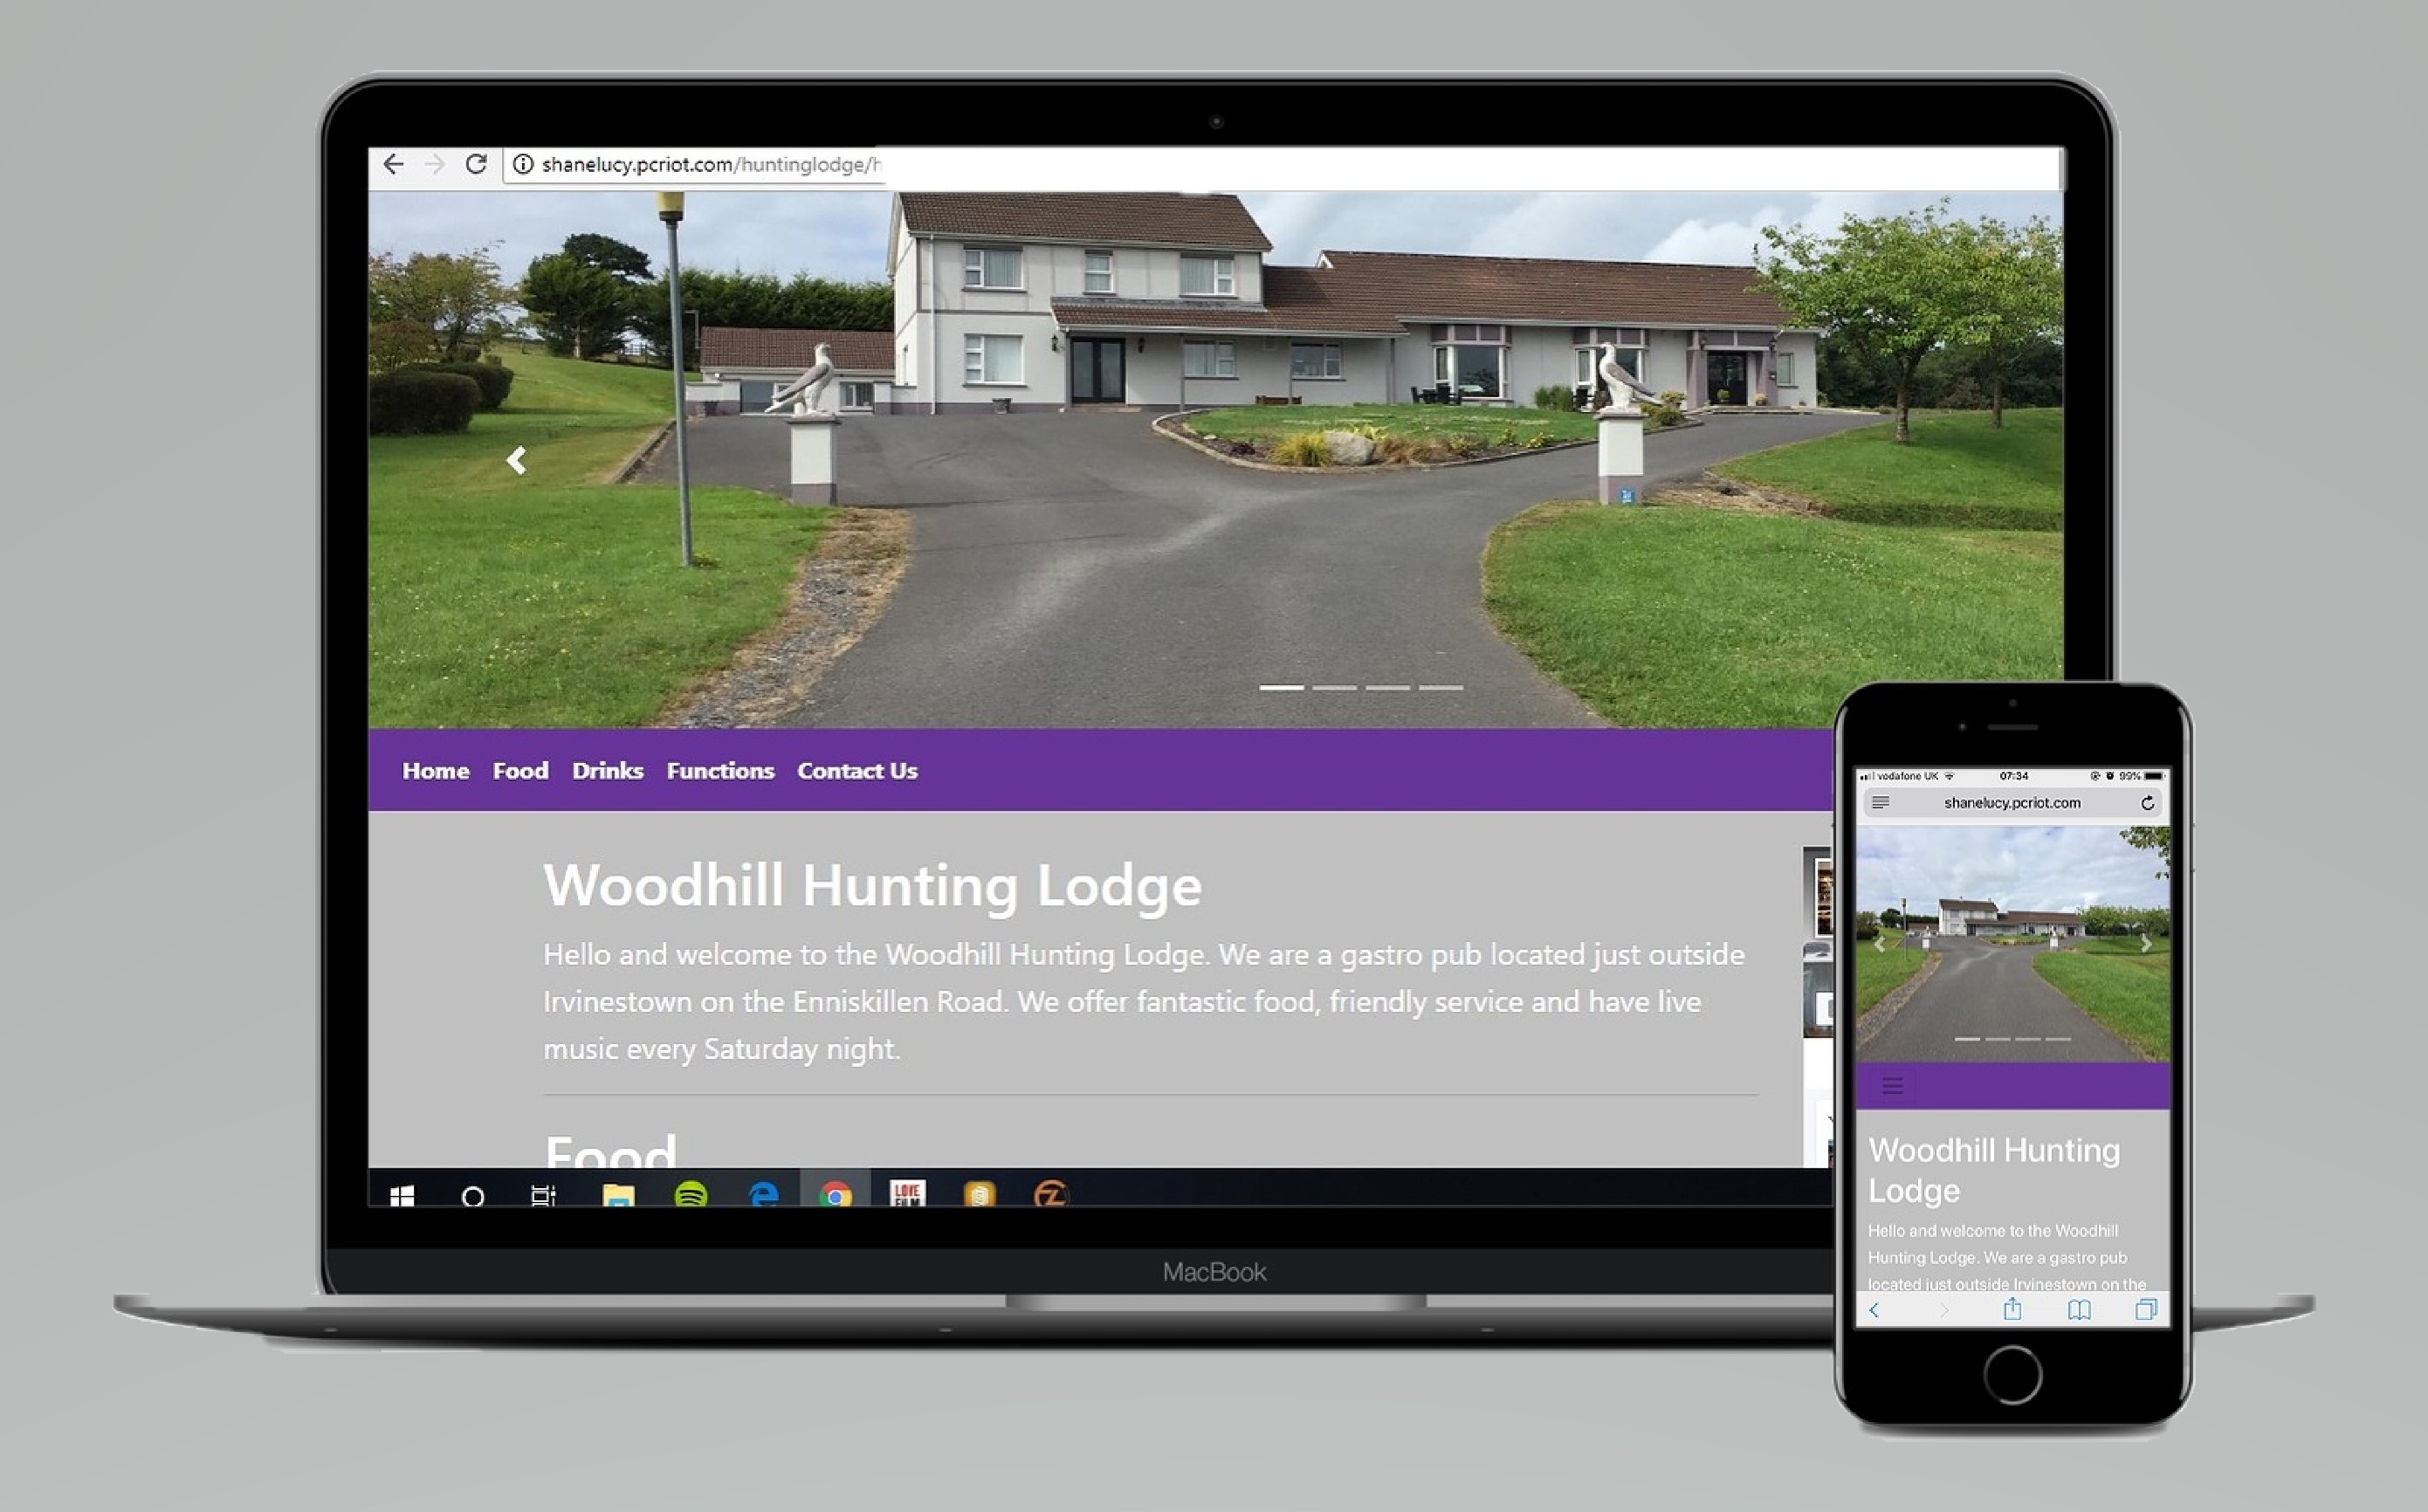 shanelucy.pcriot.com/huntinglodge/h
Home Food Drinks Functions Contact Us
Woodhill Hunting Lodge
Hello and welcome to the Woodhill Hunting Lodge. We are a gastro pub located just outside
Irvinestown on the Enniskillen Road. We offer fantastic food, friendly service and have live
music every Saturday night.
Food
LOVE
FiLM
MacBook
vodafone UK 07:34 99%
shanelucy.pcriot.com
Woodhill Hunting
Lodge
Hello and welcome to the Woodhill
Hunting Lodge. We are a gastro pub
located just outside Irvinestown on the